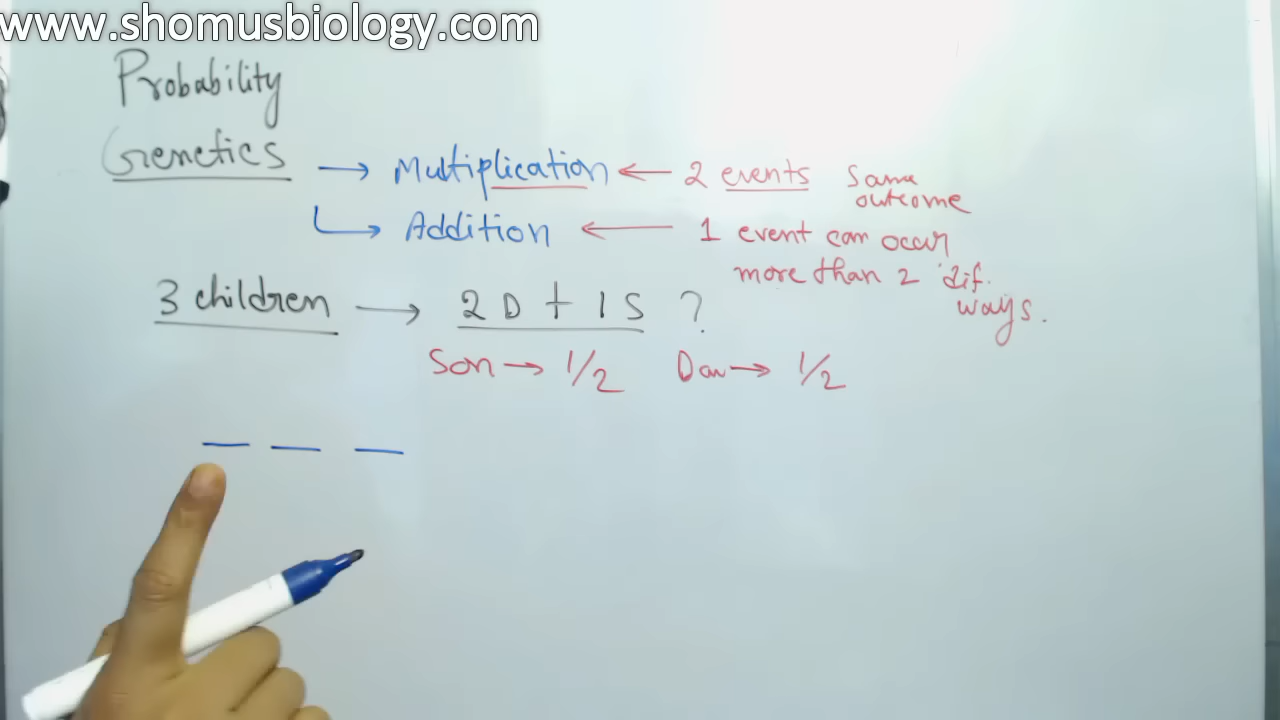 www.shomusbiology.com
Probability
Genetics → Multiplication ← 2 events same
outcome
↳ Addition ← 1 event can occur
more than 2 dif.
ways.
3 children → 2 D + 1 S ?
Son → 1/2 Dau → 1/2